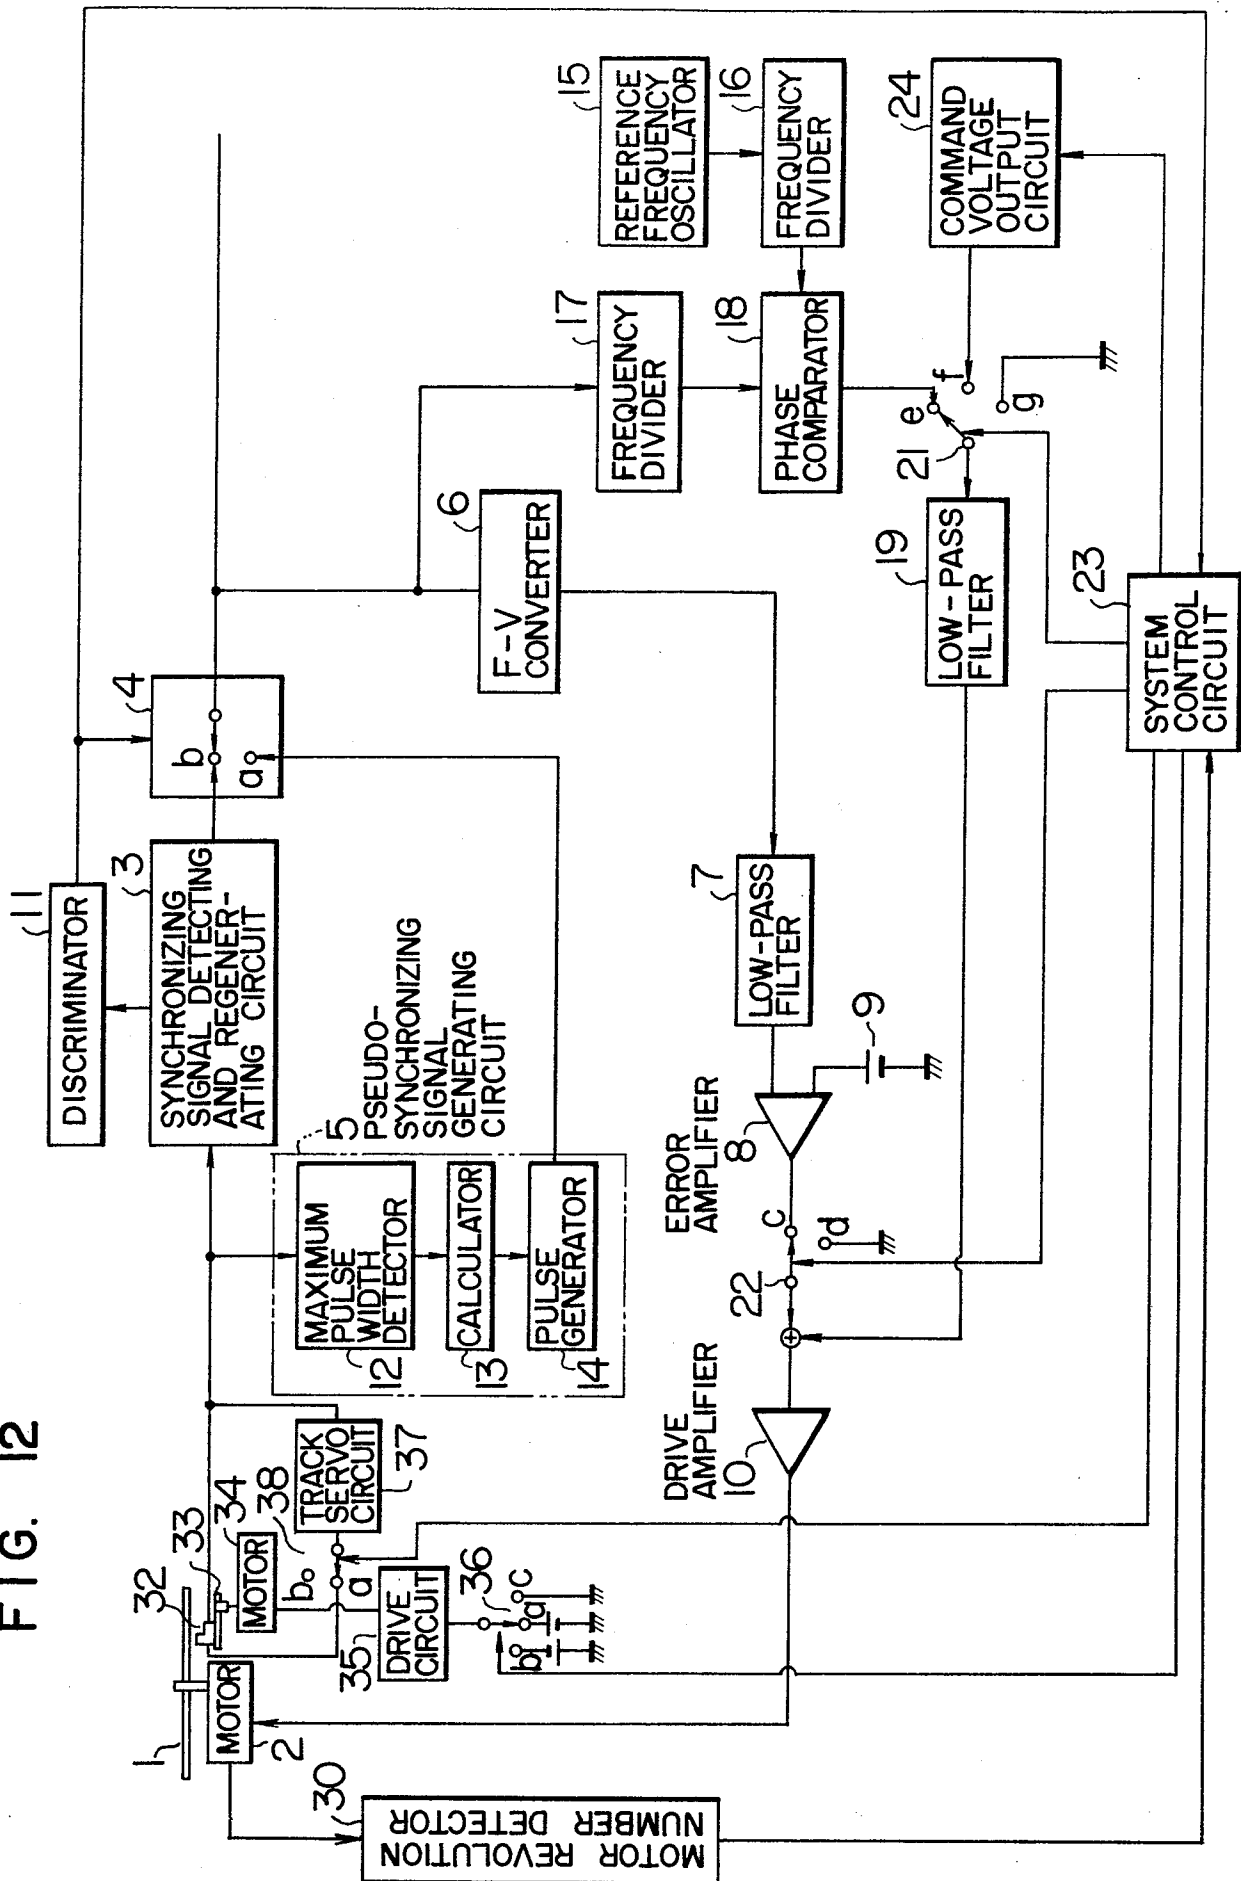 FIG. 12
11
DISCRIMINATOR
3
SYNCHRONIZING
SIGNAL DETECTING
AND REGENER-
ATING CIRCUIT
4
b
a
5
PSEUDO-
SYNCHRONIZING
SIGNAL
GENERATING
CIRCUIT
MAXIMUM
PULSE
WIDTH
DETECTOR
12
CALCULATOR
13
PULSE
GENERATOR
14
6
F-V
CONVERTER
15
REFERENCE
FREQUENCY
OSCILLATOR
16
FREQUENCY
DIVIDER
17
FREQUENCY
DIVIDER
18
PHASE
COMPARATOR
24
COMMAND
VOLTAGE
OUTPUT
CIRCUIT
e
f
g
21
19
LOW-PASS
FILTER
23
SYSTEM
CONTROL
CIRCUIT
7
LOW-PASS
FILTER
9
ERROR
AMPLIFIER
8
c
d
22
+
DRIVE
AMPLIFIER
10
1
MOTOR
2
32
33
34
MOTOR
38
b
a
TRACK
SERVO
CIRCUIT
37
35
DRIVE
CIRCUIT
36
c
a
b
30
MOTOR REVOLUTION
NUMBER DETECTOR